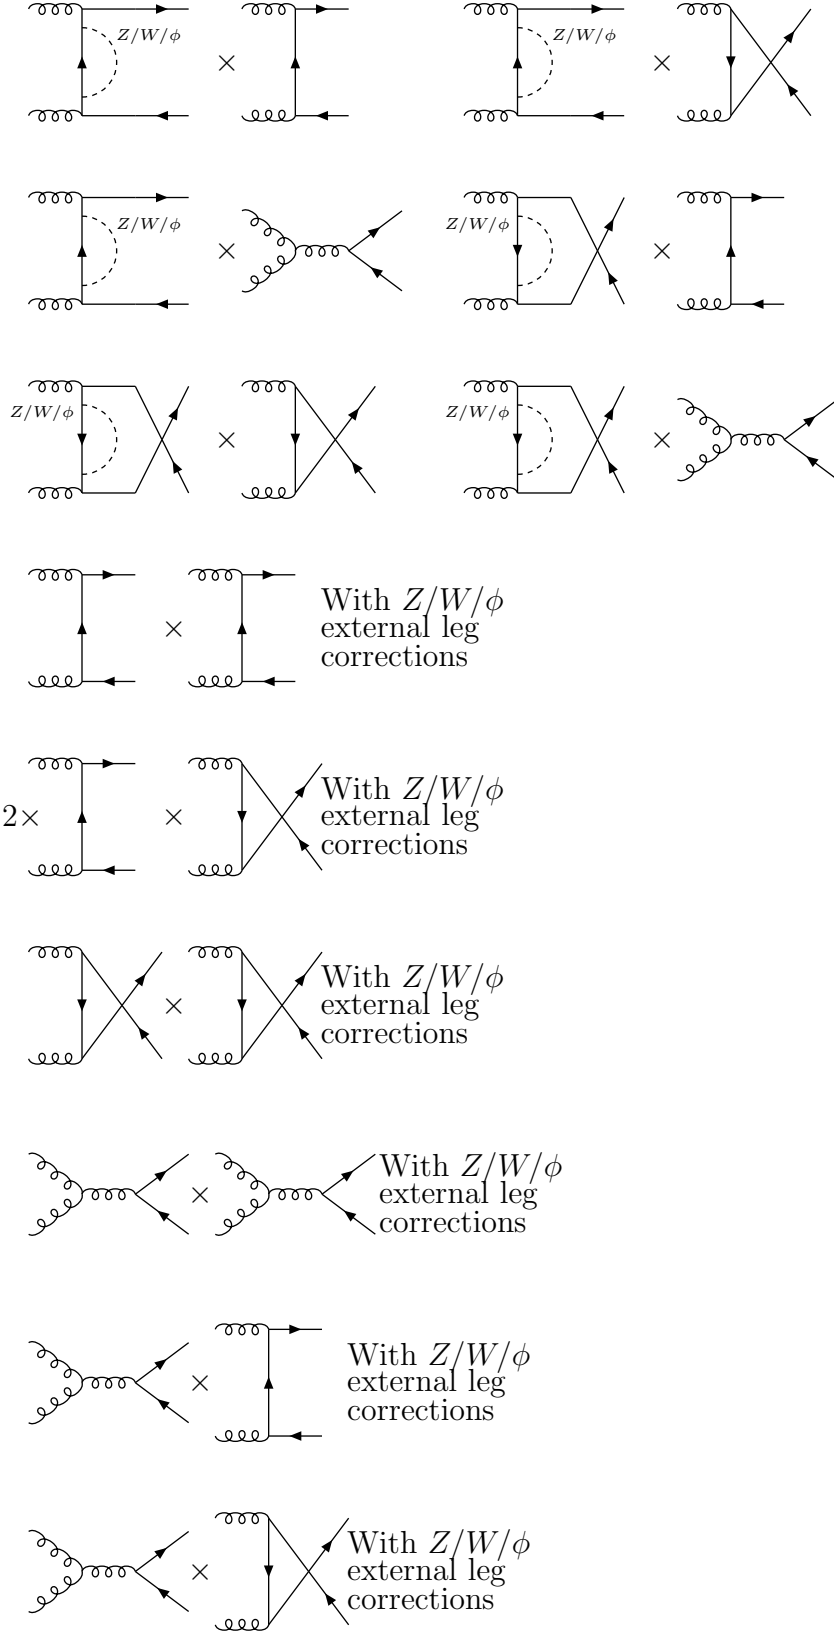 Z/W/ϕ
×
Z/W/ϕ
×
Z/W/ϕ
×
Z/W/ϕ
×
Z/W/ϕ
×
Z/W/ϕ
×
×
With Z/W/ϕ
external leg
corrections
2×
×
With Z/W/ϕ
external leg
corrections
×
With Z/W/ϕ
external leg
corrections
×
With Z/W/ϕ
external leg
corrections
×
With Z/W/ϕ
external leg
corrections
×
With Z/W/ϕ
external leg
corrections